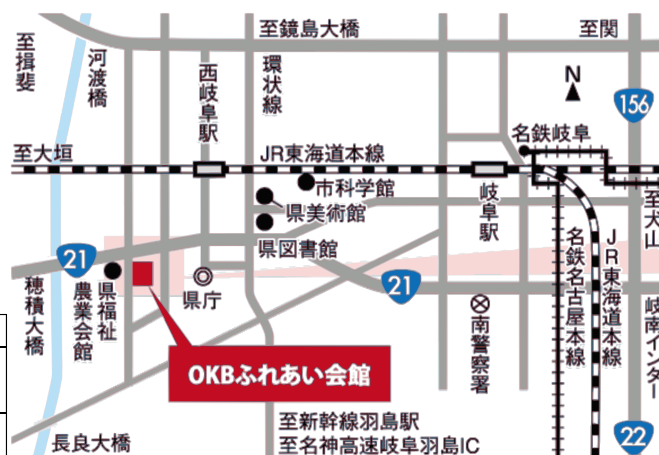 至鏡島大橋
至関
至揖斐
河渡橋
西岐阜駅
環状線
N
156
名鉄岐阜
至大垣
JR東海道本線
市科学館
県美術館
岐阜駅
至犬山
県図書館
21
穂積大橋
県福祉
農業会館
県庁
21
南警察署
名鉄名古屋本線
JR東海道本線
岐南インター
OKBふれあい会館
至新幹線羽島駅
至名神高速岐阜羽島IC
22
長良大橋